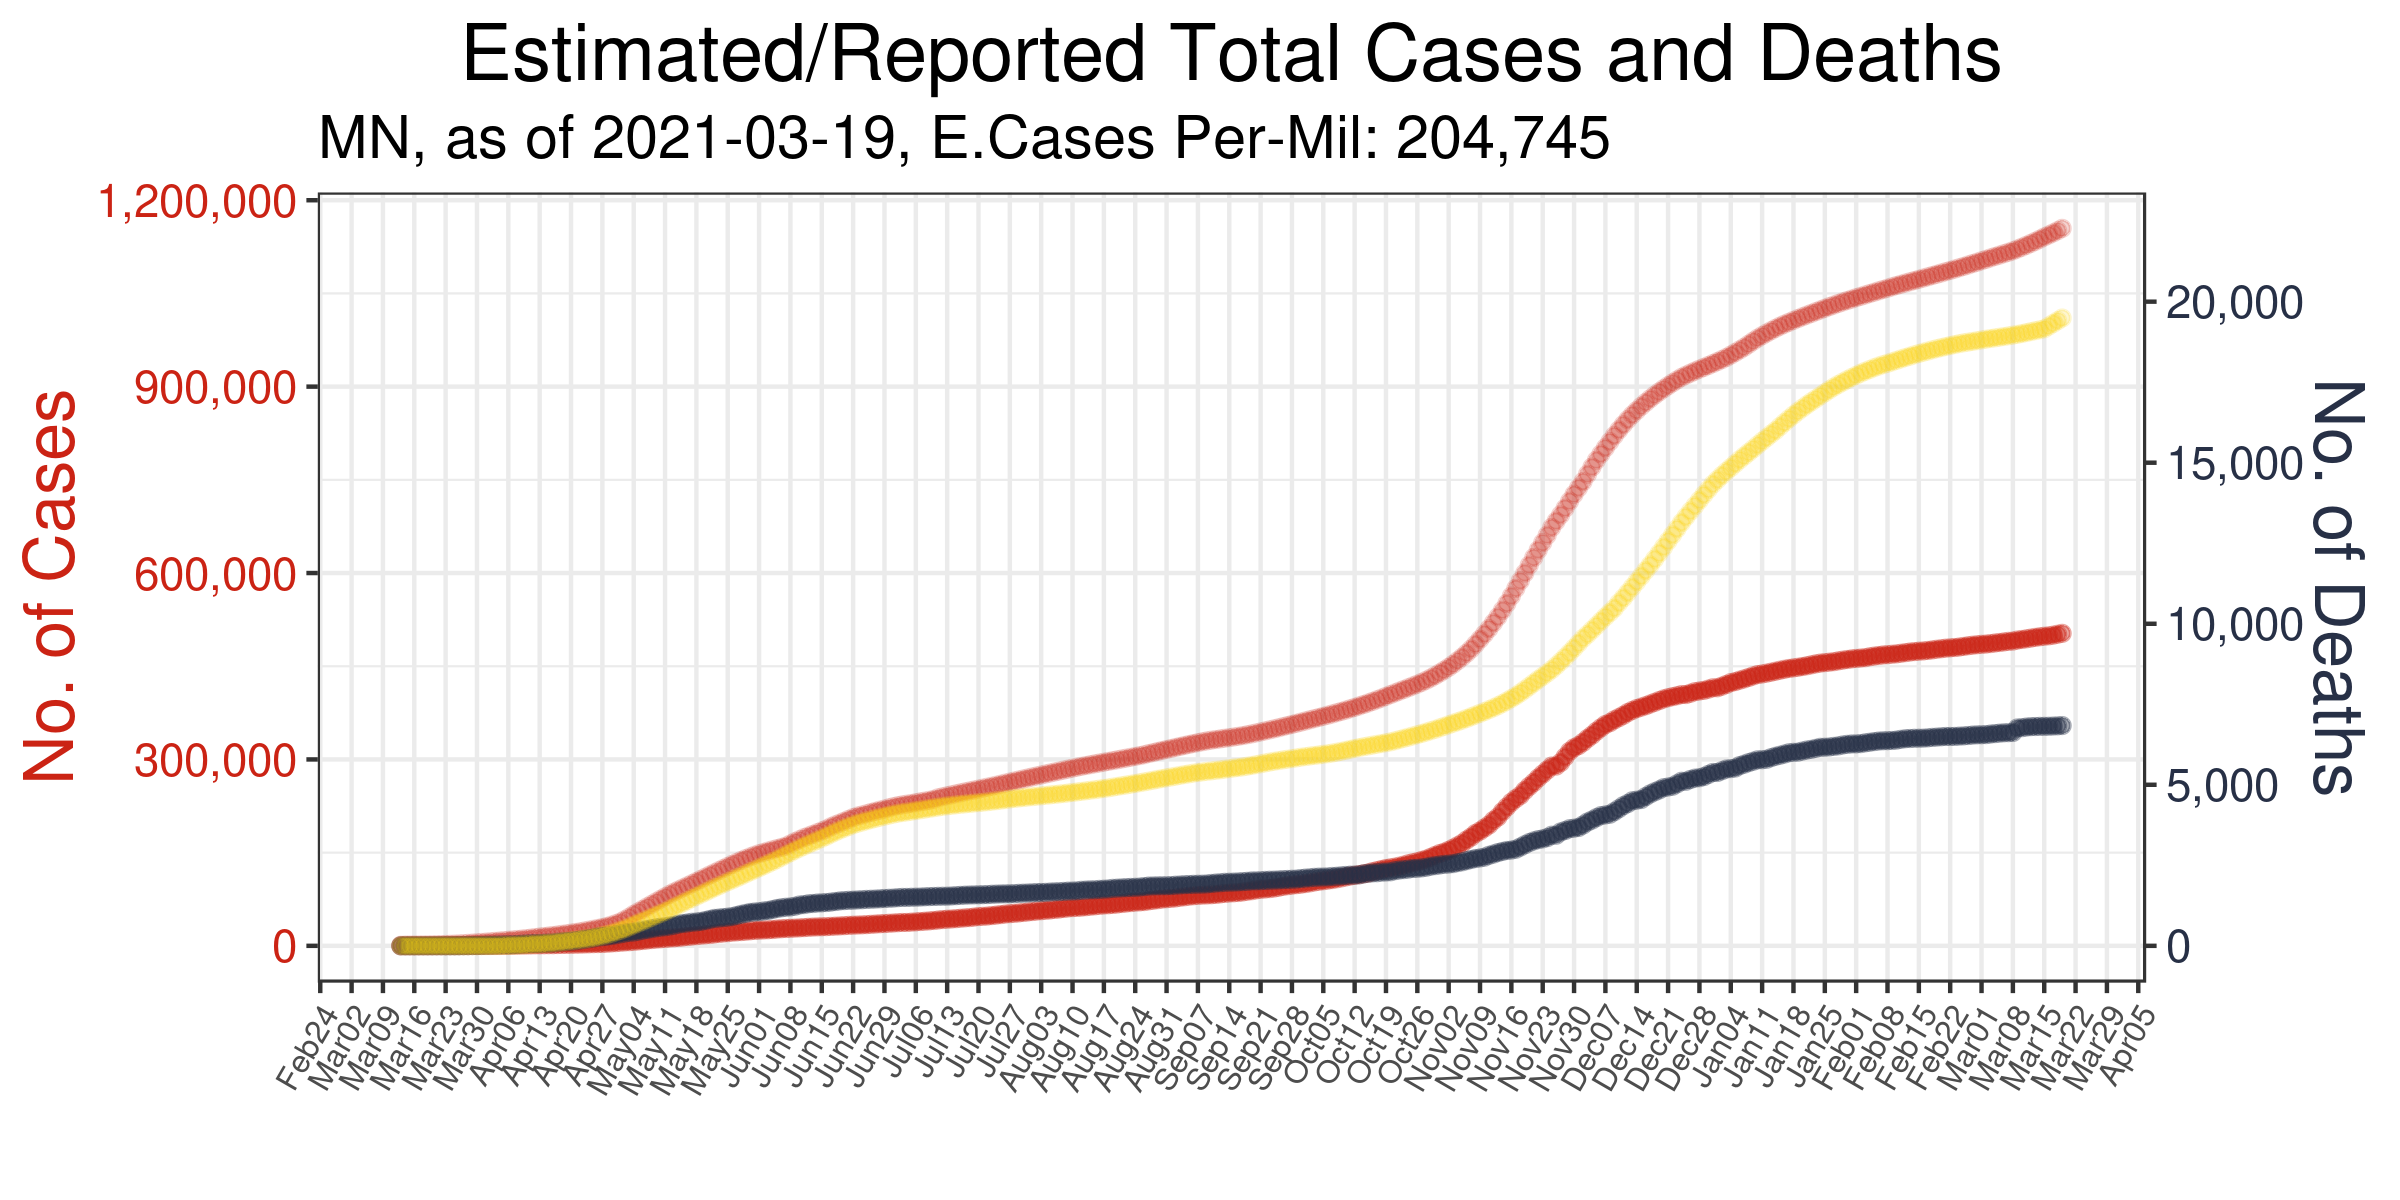 Estimated/Reported Total Cases and Deaths
MN, as of 2021-03-19, E.Cases Per-Mil: 204,745
No. of Cases
1,200,000
900,000
600,000
300,000
0
20,000
15,000
10,000
5,000
0
No. of Deaths
Feb24
Mar02
Mar09
Mar16
Mar23
Mar30
Apr06
Apr13
Apr20
Apr27
May04
May11
May18
May25
Jun01
Jun08
Jun15
Jun22
Jun29
Jul06
Jul13
Jul20
Jul27
Aug03
Aug10
Aug17
Aug24
Aug31
Sep07
Sep14
Sep21
Sep28
Oct05
Oct12
Oct19
Oct26
Nov02
Nov09
Nov16
Nov23
Nov30
Dec07
Dec14
Dec21
Dec28
Jan04
Jan11
Jan18
Jan25
Feb01
Feb08
Feb15
Feb22
Mar01
Mar08
Mar15
Mar22
Mar29
Apr05